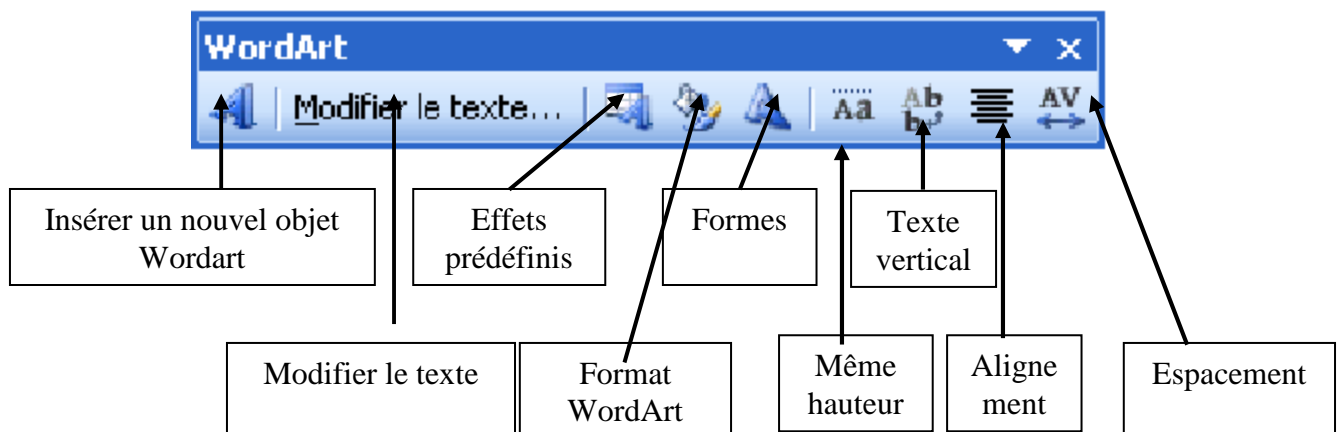 WordArt
Modifier le texte...
Aa
Ab
b
AV
Insérer un nouvel objet
Wordart
Effets
prédéfinis
Formes
Texte
vertical
Modifier le texte
Format
WordArt
Même
hauteur
Aligne
ment
Espacement